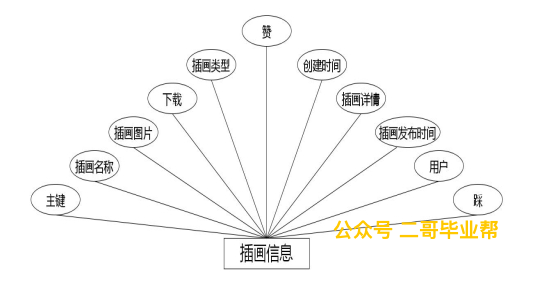 赞
插画类型
创建时间
下载
插画详情
插画图片
插画发布时间
插画名称
用户
主键
踩
公众号 二哥毕业帮
插画信息